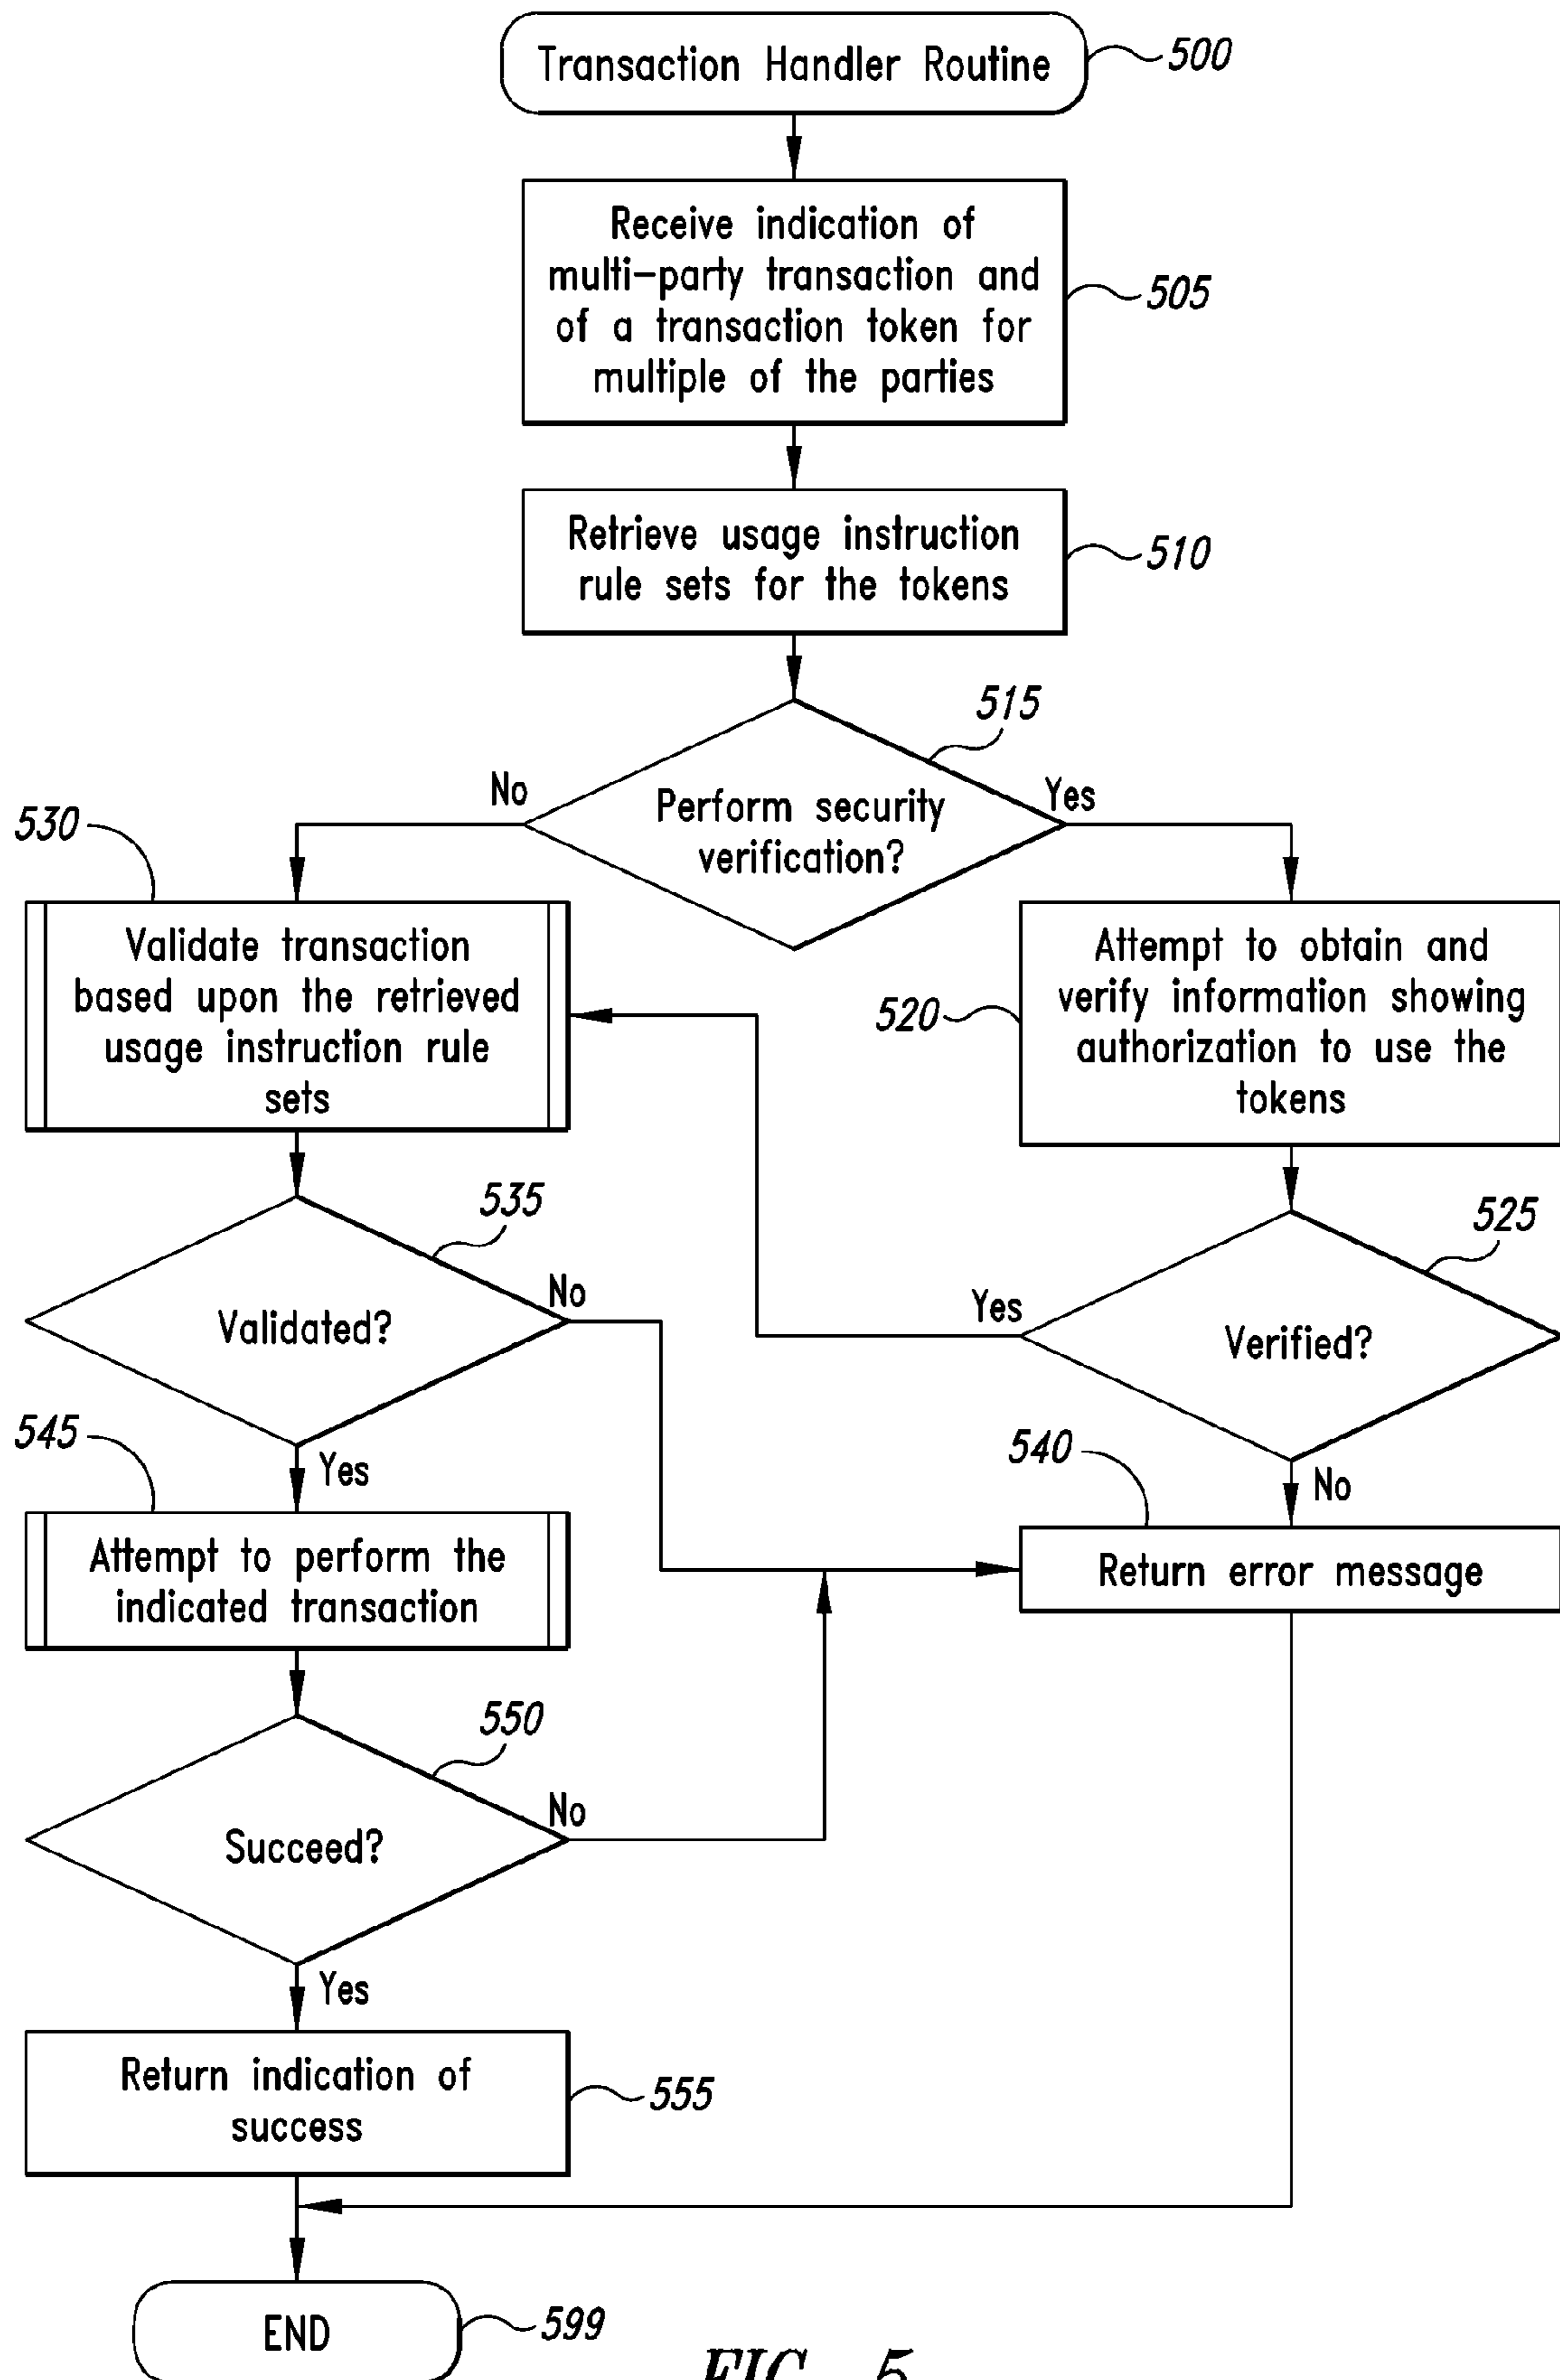 Transaction Handler Routine
500
Receive indication of
multi-party transaction and
of a transaction token for
multiple of the parties
505
Retrieve usage instruction
rule sets for the tokens
510
515
Perform security
verification?
No
Yes
530
Validate transaction
based upon the retrieved
usage instruction rule
sets
520
Attempt to obtain and
verify information showing
authorization to use the
tokens
535
Validated?
No
Yes
525
Verified?
Yes
No
545
Attempt to perform the
indicated transaction
540
Return error message
550
Succeed?
No
Yes
Return indication of
success
555
END
599
FIG. 5